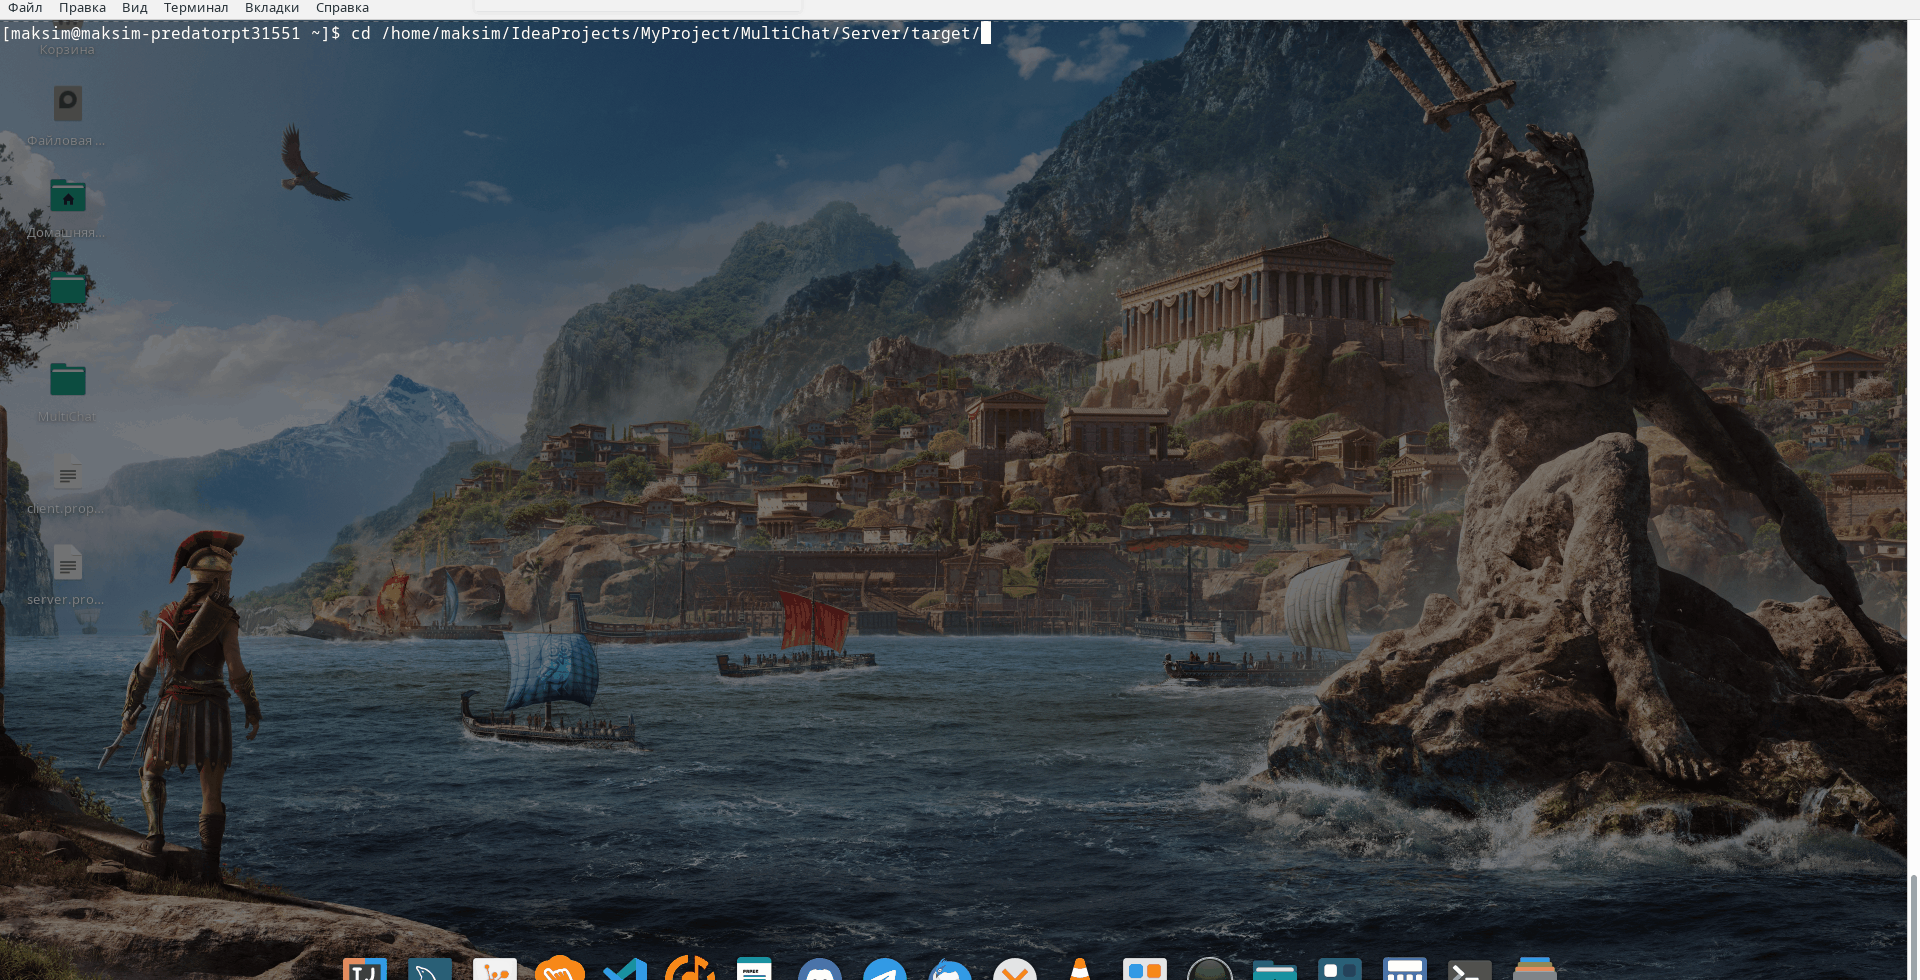 Файл Правка Вид Терминал Вкладки Справка
[maksim@maksim-predatorpt31551 ~]$ cd /home/maksim/IdeaProjects/MyProject/MultiChat/Server/target/
Корзина
Файловая ...
Домашняя...
MultiChat
client.prop...
server.pro...